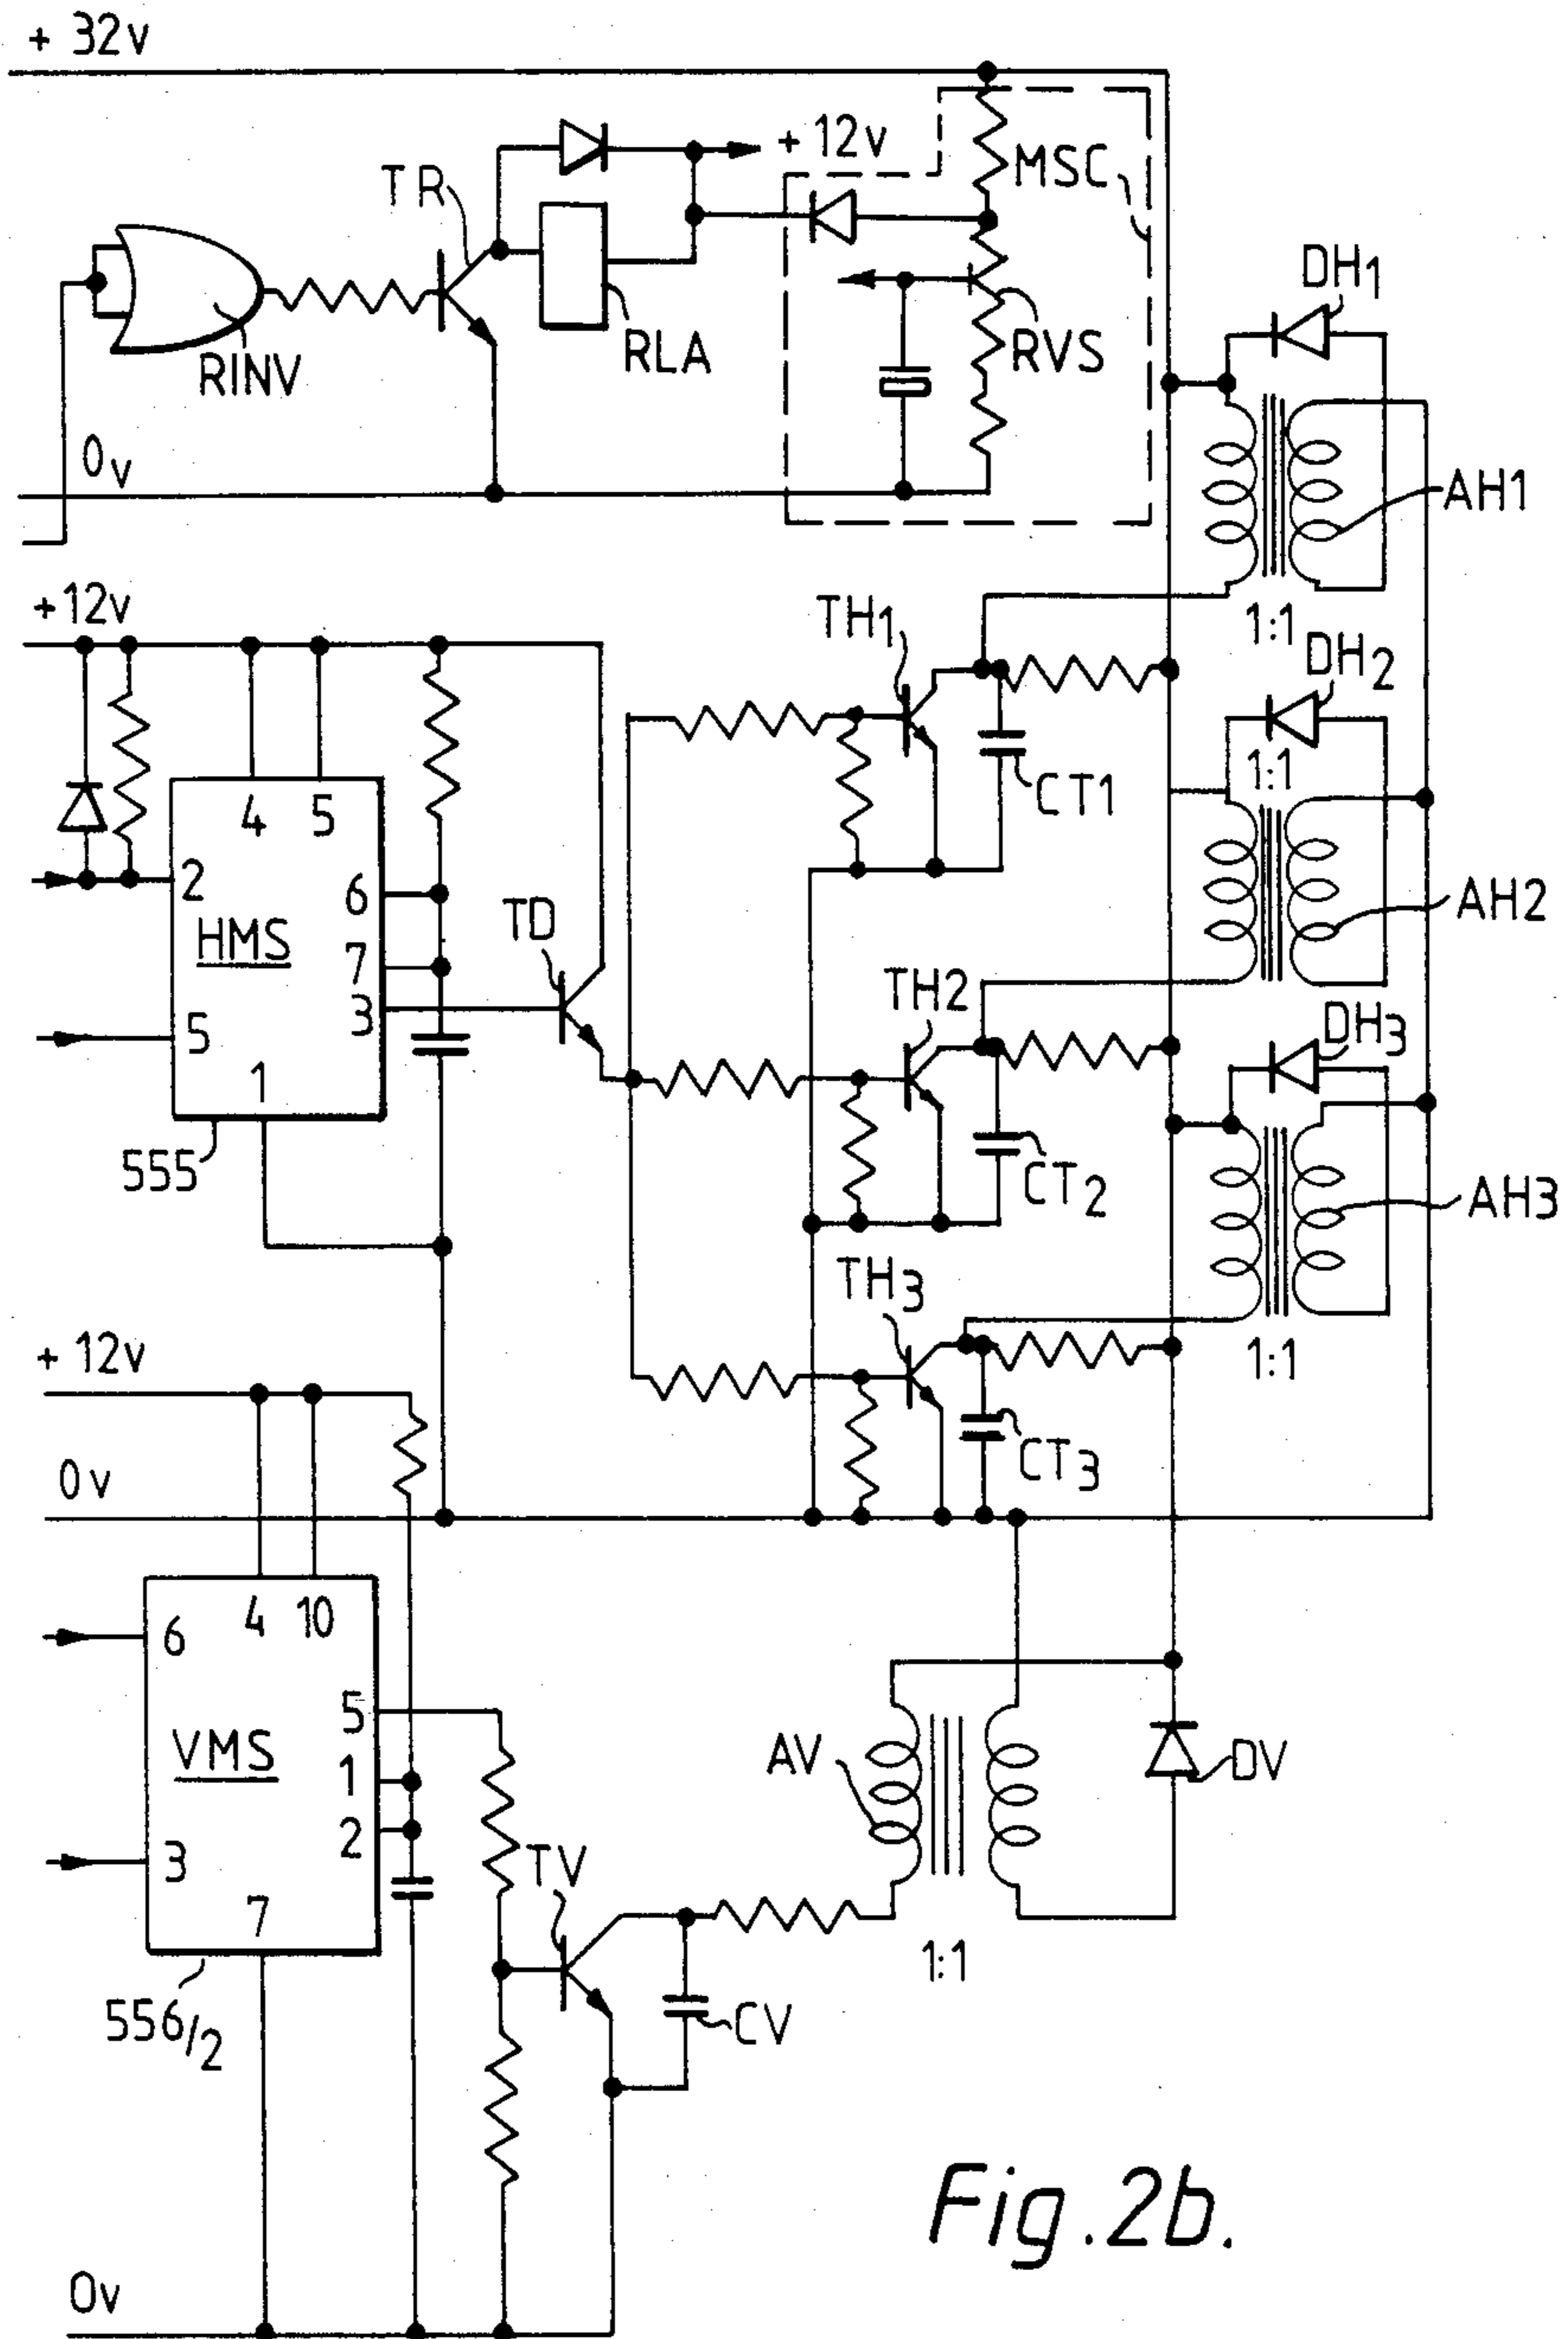 + 32v
+ 12v
TR
MSC
DH1
RINV
RLA
RVS
0v
AH1
+12v
TH1
1:1
DH2
4 5
CT1
1:1
2
6
HMS
TD
AH2
7
TH2
3
5
DH3
1
555
CT2
AH3
TH3
+ 12v
1:1
0v
CT3
4 10
6
5
VMS
AV
DV
1
2
3
TV
7
1:1
556/2
CV
Fig.2b.
0v